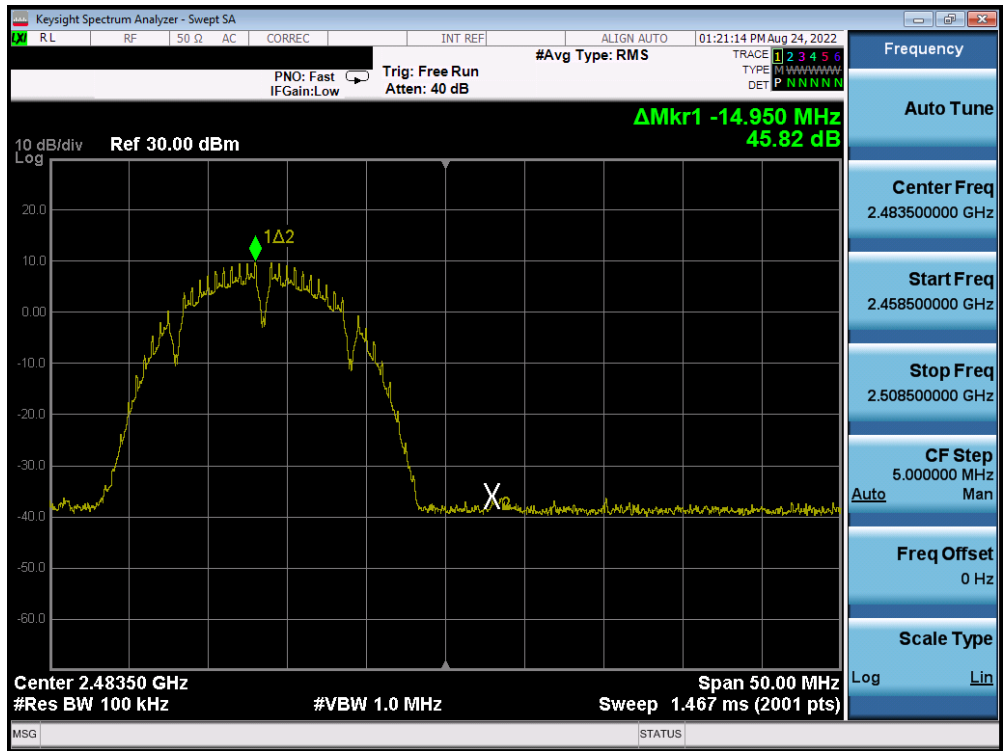 Keysight Spectrum Analyzer - Swept SA
LXI RL RF 50 Ω AC CORREC INT REF ALIGN AUTO 01:21:14 PM Aug 24, 2022
PNO: Fast
IFGain:Low
Trig: Free Run
Atten: 40 dB
#Avg Type: RMS
TRACE 1 2 3 4 5 6
TYPE M WWWWW
DET P N N N N N
ΔMkr1 -14.950 MHz
45.82 dB
10 dB/div
Log
Ref 30.00 dBm
20.0
10.0
0.00
-10.0
-20.0
-30.0
-40.0
-50.0
-60.0
1Δ2
X2
Center 2.48350 GHz
#Res BW 100 kHz
#VBW 1.0 MHz
Span 50.00 MHz
Sweep 1.467 ms (2001 pts)
MSG
STATUS
Frequency
Auto Tune
Center Freq
2.483500000 GHz
Start Freq
2.458500000 GHz
Stop Freq
2.508500000 GHz
CF Step
5.000000 MHz
Auto Man
Freq Offset
0 Hz
Scale Type
Log Lin